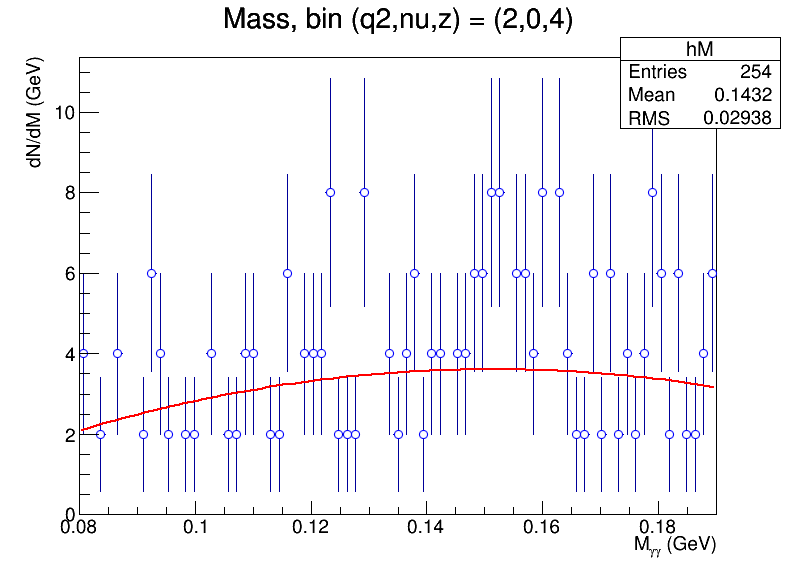 Mass, bin (q2,nu,z) = (2,0,4)
hM
Entries 254
Mean 0.1432
RMS 0.02938
dN/dM (GeV)
10
8
6
4
2
0
0.08 0.1 0.12 0.14 0.16 0.18
Mγγ (GeV)